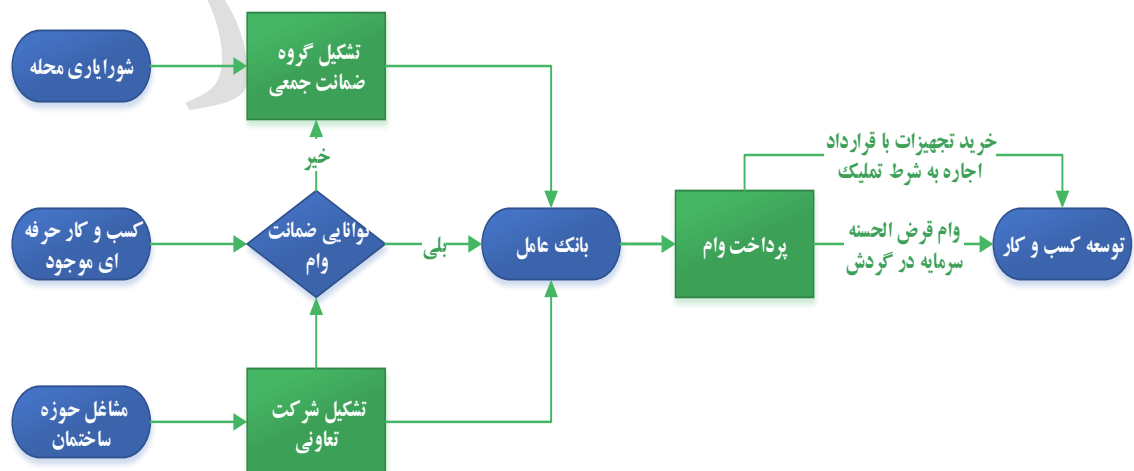 شورایاری محله
تشکیل گروه
ضمانت جمعی
خیر
کسب و کار حرفه
ای موجود
توانایی ضمانت
وام
بلی
بانک عامل
پرداخت وام
خرید تجهیزات با قرارداد
اجاره به شرط تملیک
وام قرض الحسنه
سرمایه در گردش
توسعه کسب و کار
مشاغل حوزه
ساختمان
تشکیل شرکت
تعاونی